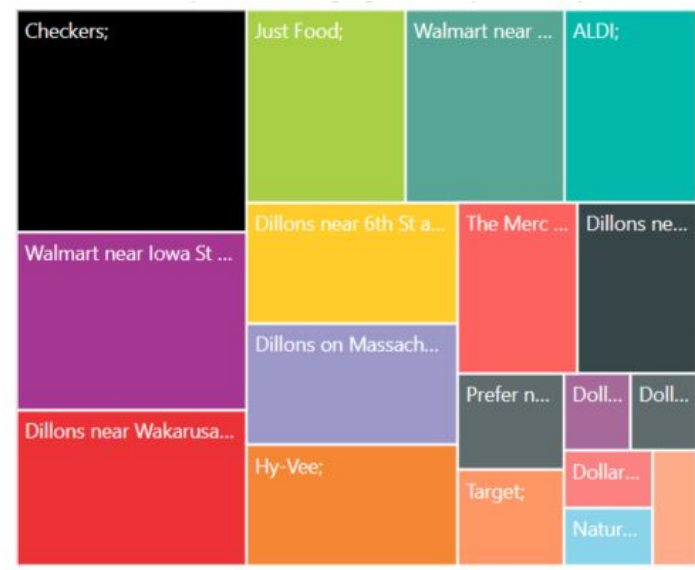 Checkers;
Just Food;
Walmart near ...
ALDI;
Walmart near Iowa St ...
Dillons near 6th St a...
The Merc ...
Dillons ne...
Dillons on Massach...
Dillons near Wakarusa...
Prefer n...
Doll...
Doll...
Hy-Vee;
Target;
Dollar...
Natur...